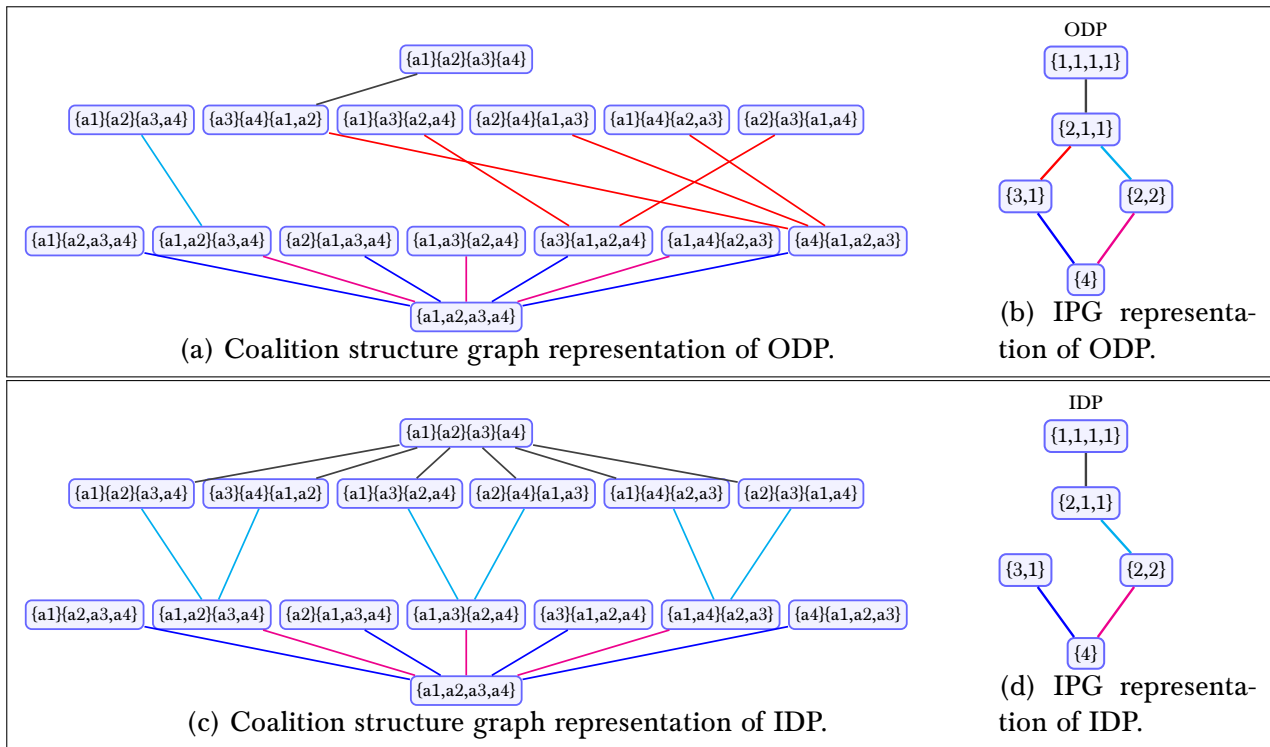 ODP
{a1}{a2}{a3}{a4}
{1,1,1,1}
{a1}{a2}{a3,a4} {a3}{a4}{a1,a2} {a1}{a3}{a2,a4} {a2}{a4}{a1,a3} {a1}{a4}{a2,a3} {a2}{a3}{a1,a4}
{2,1,1}
{3,1} {2,2}
{a1}{a2,a3,a4} {a1,a2}{a3,a4} {a2}{a1,a3,a4} {a1,a3}{a2,a4} {a3}{a1,a2,a4} {a1,a4}{a2,a3} {a4}{a1,a2,a3}
{4}
{a1,a2,a3,a4}
(a) Coalition structure graph representation of ODP.
(b) IPG representa-
tion of ODP.
IDP
{a1}{a2}{a3}{a4}
{1,1,1,1}
{a1}{a2}{a3,a4} {a3}{a4}{a1,a2} {a1}{a3}{a2,a4} {a2}{a4}{a1,a3} {a1}{a4}{a2,a3} {a2}{a3}{a1,a4}
{2,1,1}
{3,1} {2,2}
{a1}{a2,a3,a4} {a1,a2}{a3,a4} {a2}{a1,a3,a4} {a1,a3}{a2,a4} {a3}{a1,a2,a4} {a1,a4}{a2,a3} {a4}{a1,a2,a3}
{4}
{a1,a2,a3,a4}
(c) Coalition structure graph representation of IDP.
(d) IPG representa-
tion of IDP.